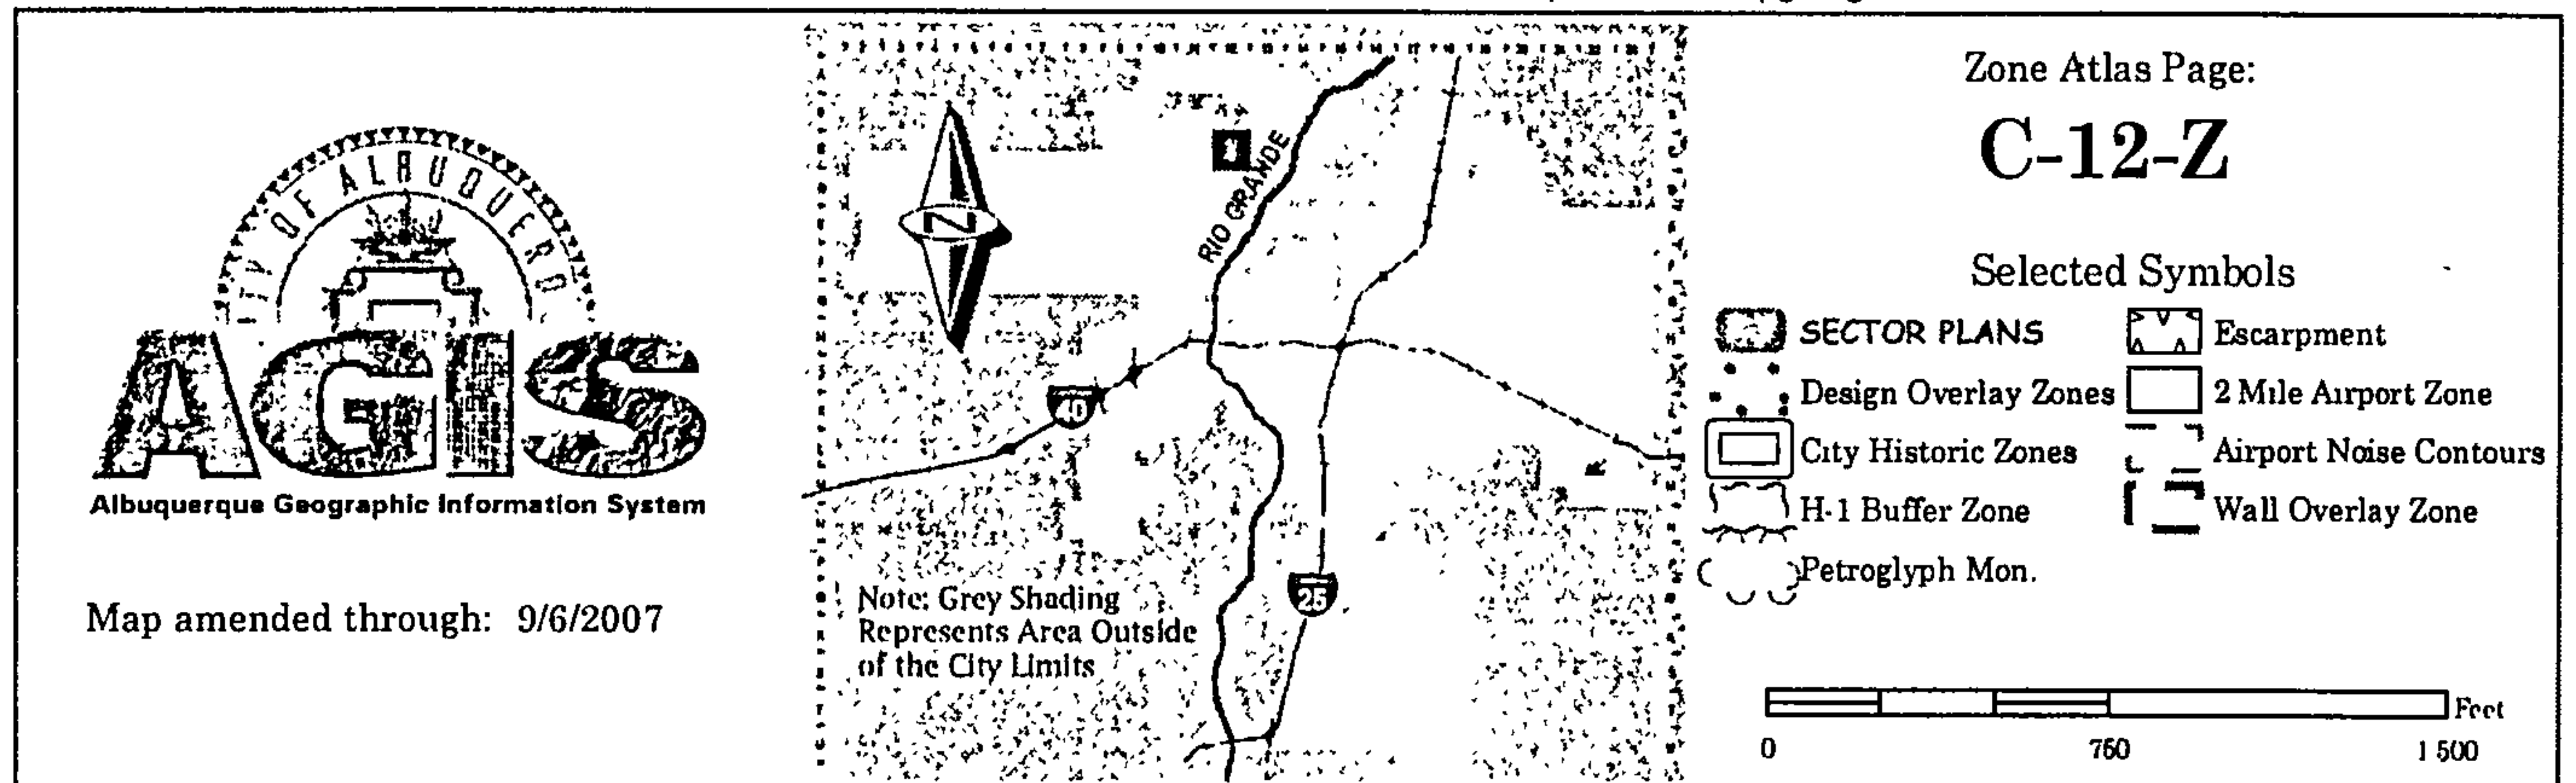 CITY OF ALBUQUERQ
AGIS
Albuquerque Geographic Information System
Map amended through: 9/6/2007
N
RIO GRANDE
40
25
Note: Grey Shading
Represents Area Outside
of the City Limits
Zone Atlas Page:
C-12-Z
Selected Symbols
SECTOR PLANS
Design Overlay Zones
City Historic Zones
H-1 Buffer Zone
Petroglyph Mon.
Escarpment
2 Mile Airport Zone
Airport Noise Contours
Wall Overlay Zone
Feet
0 750 1 500